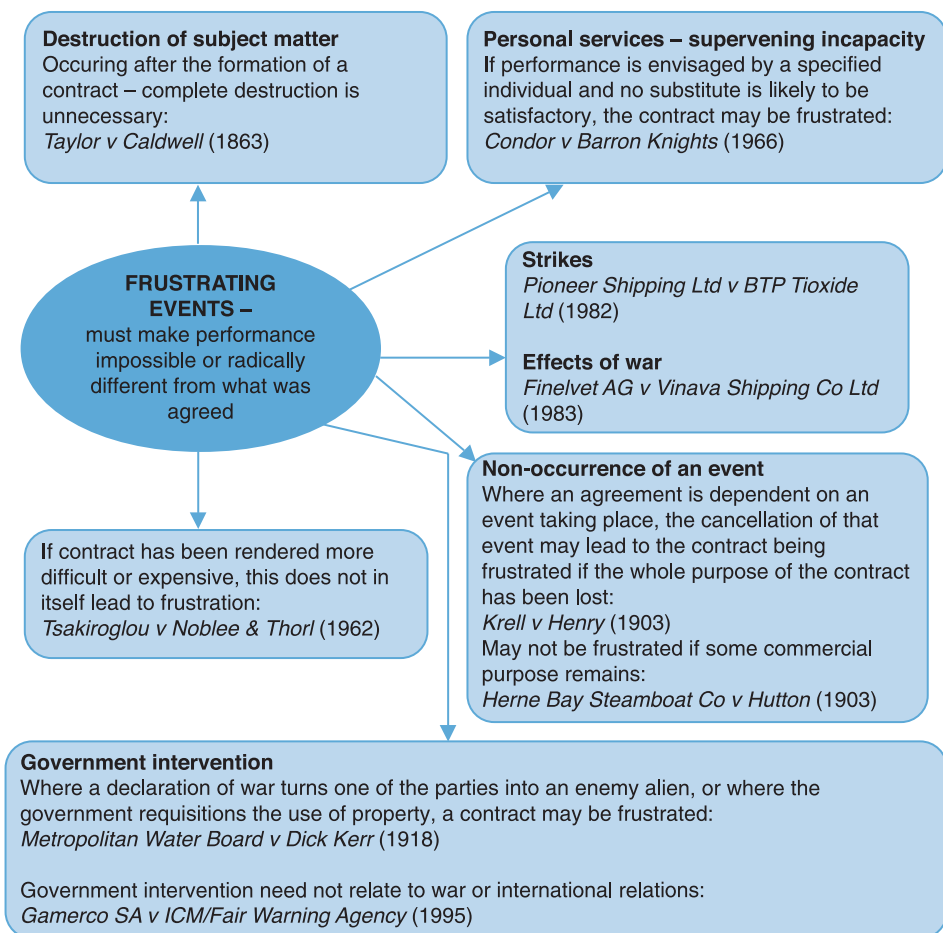 Destruction of subject matter
Occuring after the formation of a
contract – complete destruction is
unnecessary:
Taylor v Caldwell (1863)
Personal services – supervening incapacity
If performance is envisaged by a specified
individual and no substitute is likely to be
satisfactory, the contract may be frustrated:
Condor v Barron Knights (1966)
FRUSTRATING
EVENTS –
must make performance
impossible or radically
different from what was
agreed
Strikes
Pioneer Shipping Ltd v BTP Tioxide
Ltd (1982)
Effects of war
Finelvet AG v Vinava Shipping Co Ltd
(1983)
Non-occurrence of an event
Where an agreement is dependent on an
event taking place, the cancellation of that
event may lead to the contract being
frustrated if the whole purpose of the contract
has been lost:
Krell v Henry (1903)
May not be frustrated if some commercial
purpose remains:
Herne Bay Steamboat Co v Hutton (1903)
If contract has been rendered more
difficult or expensive, this does not in
itself lead to frustration:
Tsakiroglou v Noblee & Thorl (1962)
Government intervention
Where a declaration of war turns one of the parties into an enemy alien, or where the
government requisitions the use of property, a contract may be frustrated:
Metropolitan Water Board v Dick Kerr (1918)
Government intervention need not relate to war or international relations:
Gamerco SA v ICM/Fair Warning Agency (1995)